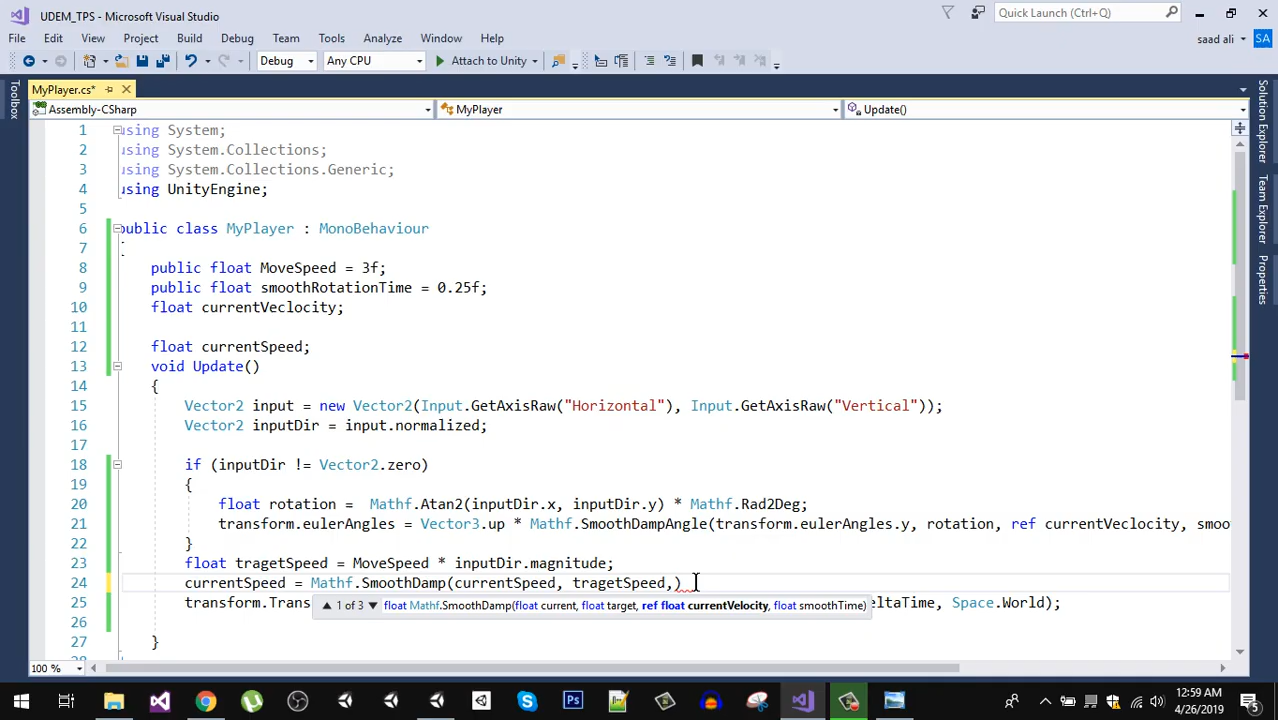 UDEM_TPS - Microsoft Visual Studio
Quick Launch (Ctrl+Q)
File Edit View Project Build Debug Team Tools Analyze Window Help
saad ali SA
Debug Any CPU Attach to Unity
Toolbox
MyPlayer.cs*
Assembly-CSharp MyPlayer Update()
Solution Explorer
Team Explorer
Properties
1 using System;
2 using System.Collections;
3 using System.Collections.Generic;
4 using UnityEngine;
5
6 public class MyPlayer : MonoBehaviour
7
8 public float MoveSpeed = 3f;
9 public float smoothRotationTime = 0.25f;
10 float currentVeclocity;
11
12 float currentSpeed;
13 void Update()
14 {
15 Vector2 input = new Vector2(Input.GetAxisRaw("Horizontal"), Input.GetAxisRaw("Vertical"));
16 Vector2 inputDir = input.normalized;
17
18 if (inputDir != Vector2.zero)
19 {
20 float rotation = Mathf.Atan2(inputDir.x, inputDir.y) * Mathf.Rad2Deg;
21 transform.eulerAngles = Vector3.up * Mathf.SmoothDampAngle(transform.eulerAngles.y, rotation, ref currentVeclocity, smoo
22 }
23 float tragetSpeed = MoveSpeed * inputDir.magnitude;
24 currentSpeed = Mathf.SmoothDamp(currentSpeed, tragetSpeed,)
25 transform.Trans eltaTime, Space.World);
1 of 3 float Mathf.SmoothDamp(float current, float target, ref float currentVelocity, float smoothTime)
26
27 }
100 %
12:59 AM
4/26/2019
5